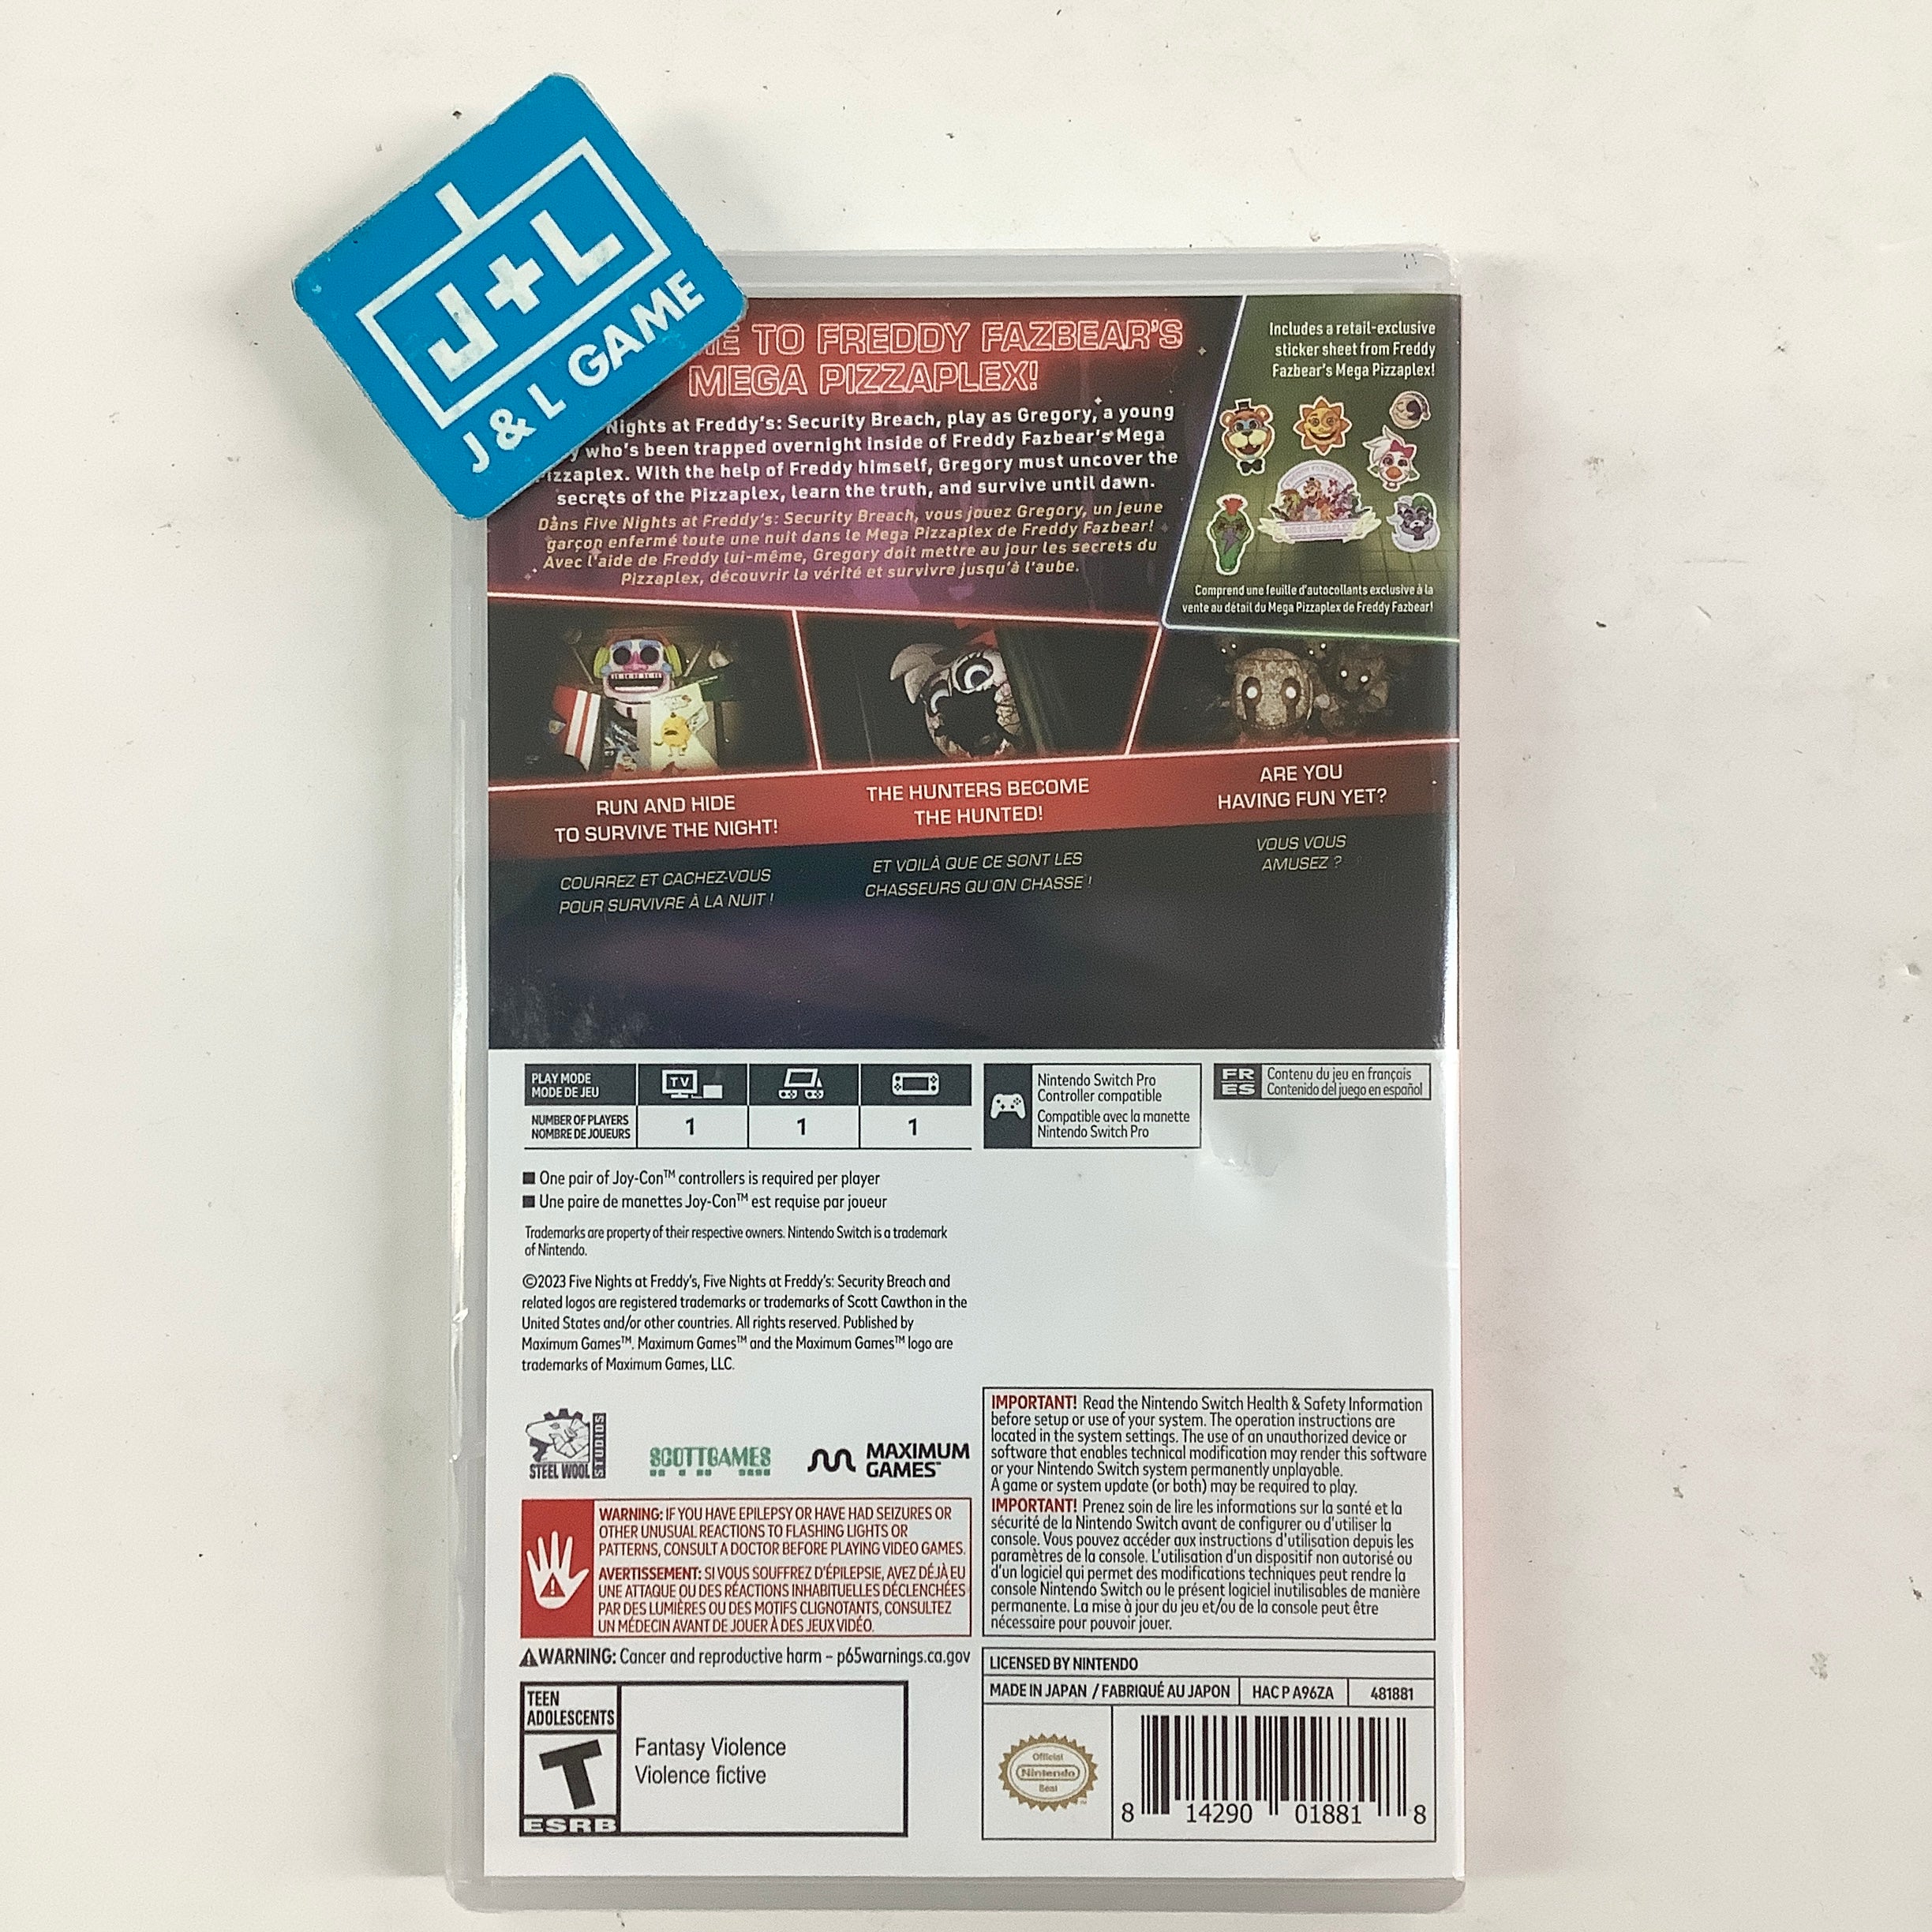 J+L
J & L GAME
TO FREDDY FAZBEAR'S
MEGA PIZZAPLEX!
Nights at Freddy's: Security Breach, play as Gregory, a young
who's been trapped overnight inside of Freddy Fazbear's Mega
Pizzaplex. With the help of Freddy himself, Gregory must uncover the
secrets of the Pizzaplex, learn the truth, and survive until dawn.
Dans Five Nights at Freddy's: Security Breach, vous jouez Gregory, un jeune
garçon enfermé toute une nuit dans le Mega Pizzaplex de Freddy Fazbear!
Avec l'aide de Freddy lui-même, Gregory doit mettre au jour les secrets du
Pizzaplex, découvrir la vérité et survivre jusqu'à l'aube.
Includes a retail-exclusive
sticker sheet from Freddy
Fazbear's Mega Pizzaplex!
MEGA PIZZAPLEX
Comprend une feuille d'autocollants exclusive à la
vente au détail du Mega Pizzaplex de Freddy Fazbear!
RUN AND HIDE
TO SURVIVE THE NIGHT!
COURREZ ET CACHEZ-VOUS
POUR SURVIVRE À LA NUIT !
THE HUNTERS BECOME
THE HUNTED!
ET VOILÀ QUE CE SONT LES
CHASSEURS QU'ON CHASSE !
ARE YOU
HAVING FUN YET?
VOUS VOUS
AMUSEZ ?
PLAY MODE
MODE DE JEU
TV
NUMBER OF PLAYERS
NOMBRE DE JOUEURS
1 1 1
Nintendo Switch Pro
Controller compatible
Compatible avec la manette
Nintendo Switch Pro
FR
ES
Contenu du jeu en français
Contenido del juego en español
■ One pair of Joy-Con™ controllers is required per player
■ Une paire de manettes Joy-Con™ est requise par joueur
Trademarks are property of their respective owners. Nintendo Switch is a trademark
of Nintendo.
©2023 Five Nights at Freddy's, Five Nights at Freddy's: Security Breach and
related logos are registered trademarks or trademarks of Scott Cawthon in the
United States and/or other countries. All rights reserved. Published by
Maximum Games™. Maximum Games™ and the Maximum Games™ logo are
trademarks of Maximum Games, LLC.
STEEL WOOL STUDIOS
SCOTTGAMES
MAXIMUM
GAMES™
WARNING: IF YOU HAVE EPILEPSY OR HAVE HAD SEIZURES OR
OTHER UNUSUAL REACTIONS TO FLASHING LIGHTS OR
PATTERNS, CONSULT A DOCTOR BEFORE PLAYING VIDEO GAMES.
AVERTISSEMENT: SI VOUS SOUFFREZ D'ÉPILEPSIE, AVEZ DÉJÀ EU
UNE ATTAQUE OU DES RÉACTIONS INHABITUELLES DÉCLENCHÉES
PAR DES LUMIÈRES OU DES MOTIFS CLIGNOTANTS, CONSULTEZ
UN MÉDECIN AVANT DE JOUER À DES JEUX VIDÉO.
⚠WARNING: Cancer and reproductive harm – p65warnings.ca.gov
IMPORTANT! Read the Nintendo Switch Health & Safety Information
before setup or use of your system. The operation instructions are
located in the system settings. The use of an unauthorized device or
software that enables technical modification may render this software
or your Nintendo Switch system permanently unplayable.
A game or system update (or both) may be required to play.
IMPORTANT! Prenez soin de lire les informations sur la santé et la
sécurité de la Nintendo Switch avant de configurer ou d'utiliser la
console. Vous pouvez accéder aux instructions d'utilisation depuis les
paramètres de la console. L'utilisation d'un dispositif non autorisé ou
d'un logiciel qui permet des modifications techniques peut rendre la
console Nintendo Switch ou le présent logiciel inutilisables de manière
permanente. La mise à jour du jeu et/ou de la console peut être
nécessaire pour pouvoir jouer.
TEEN
ADOLESCENTS
T
ESRB
Fantasy Violence
Violence fictive
LICENSED BY NINTENDO
MADE IN JAPAN / FABRIQUÉ AU JAPON
HAC P A96ZA
481881
Official
Nintendo
Seal
8 14290 01881 8